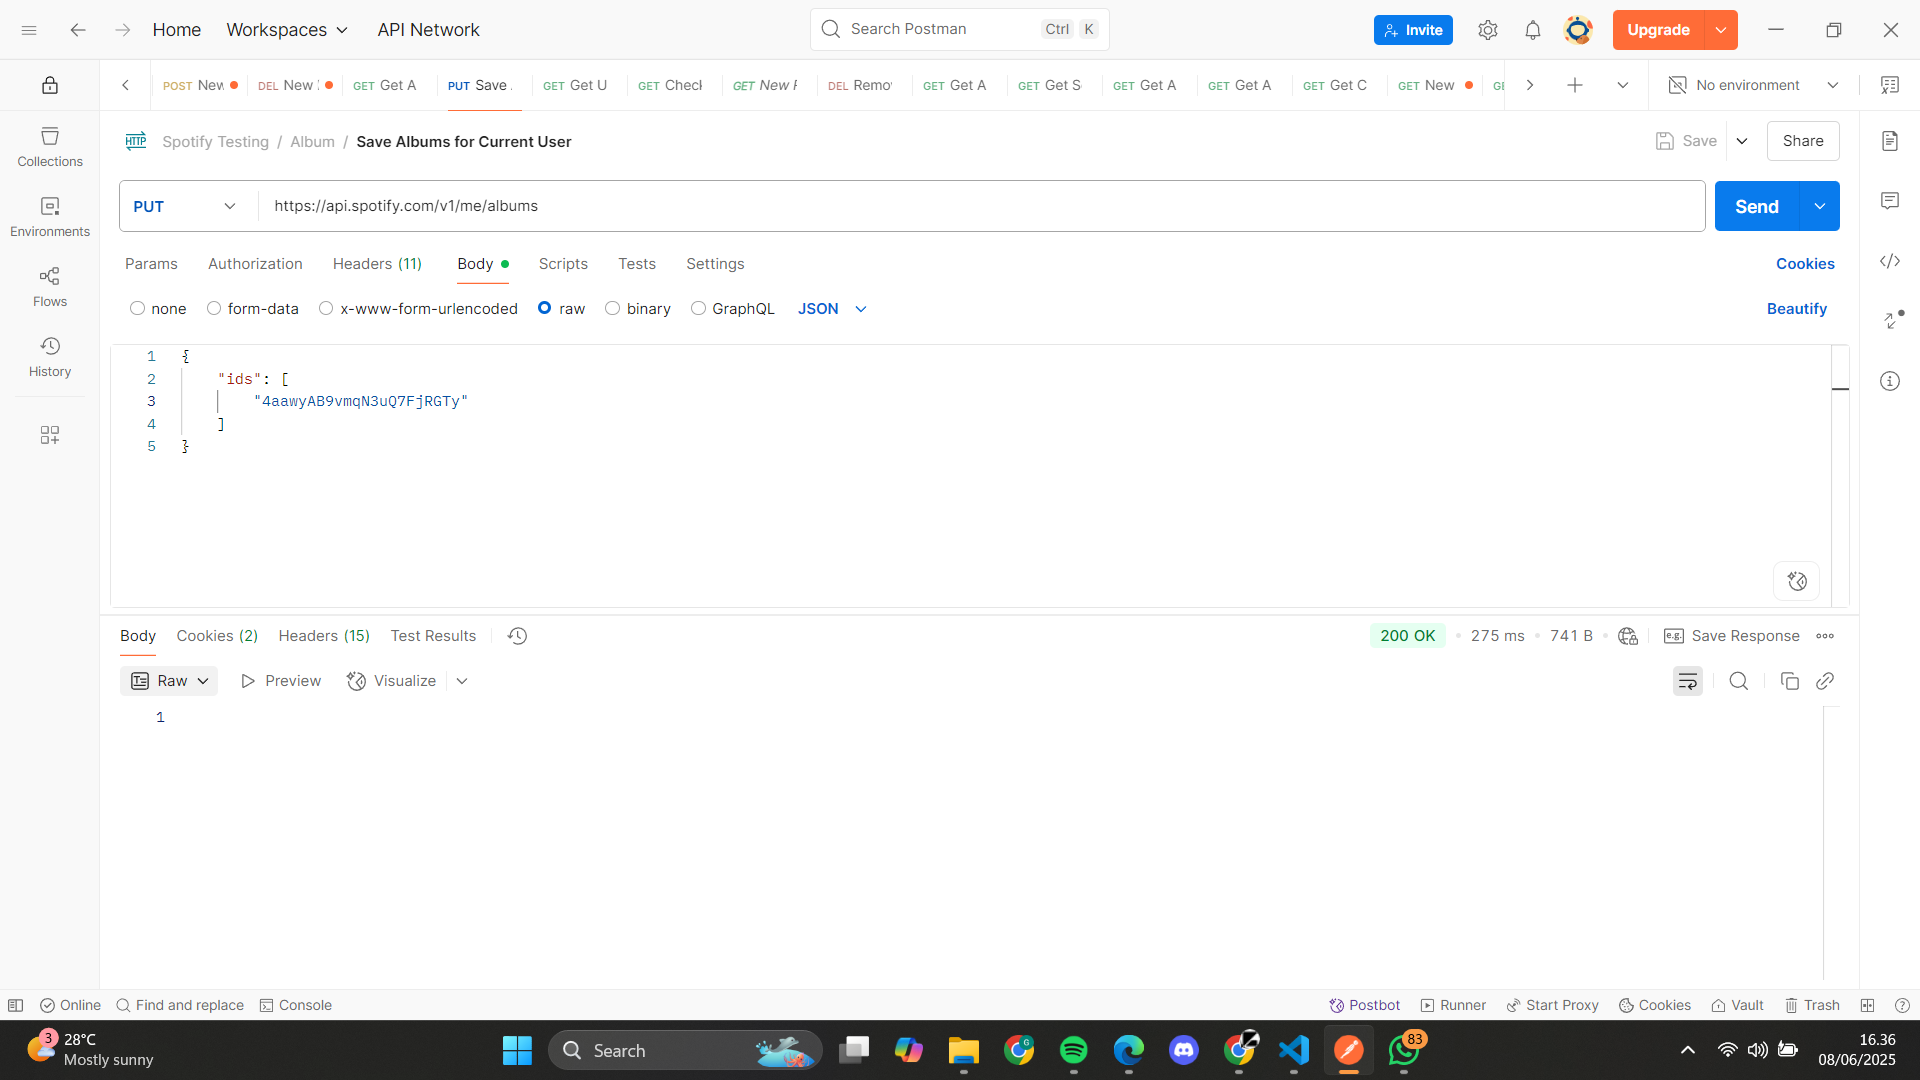 Home Workspaces API Network Search Postman Ctrl K Invite Upgrade
POST New DEL New GET Get A PUT Save . GET Get U GET Check GET New F DEL Remo GET Get A GET Get S GET Get A GET Get A GET Get C GET New GE No environment
Spotify Testing / Album / Save Albums for Current User Save Share
Collections
Environments
Flows
History
PUT https://api.spotify.com/v1/me/albums Send
Params Authorization Headers (11) Body Scripts Tests Settings Cookies
none form-data x-www-form-urlencoded raw binary GraphQL JSON Beautify
1 {
2 "ids": [
3 "4aawyAB9vmqN3uQ7FjRGTy"
4 ]
5 }
Body Cookies (2) Headers (15) Test Results 200 OK • 275 ms • 741 B • e.g. Save Response
Raw Preview Visualize
1
Online Find and replace Console Postbot Runner Start Proxy Cookies Vault Trash
3 28°C
Mostly sunny
Search
83
16.36
08/06/2025